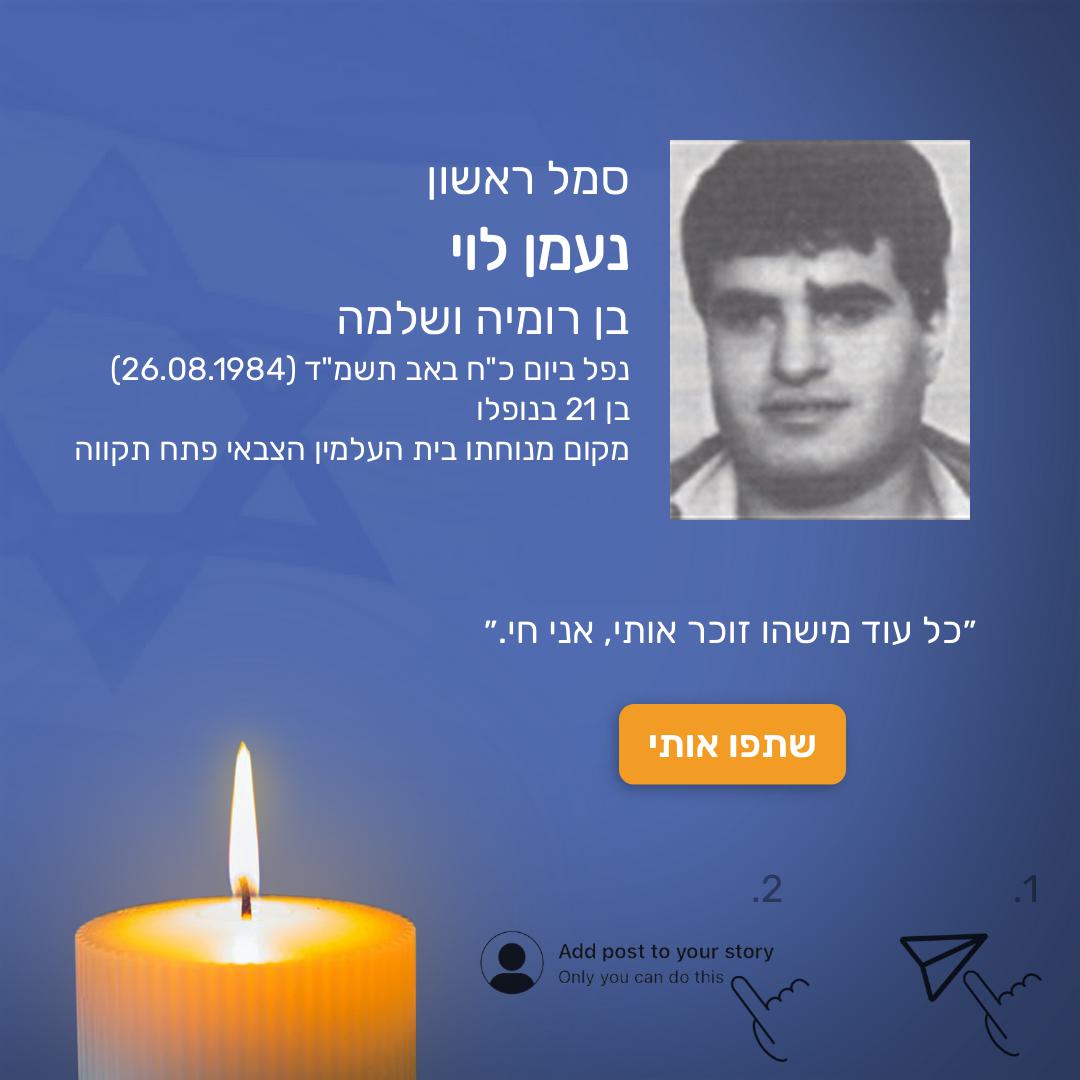 סמל ראשון
נעמן לוי
בן רומיה ושלמה
נפל ביום כ"ח באב תשמ"ד (26.08.1984)
בן 21 בנופלו
מקום מנוחתו בית העלמין הצבאי פתח תקווה
״כל עוד מישהו זוכר אותי, אני חי.״
שתפו אותי
.1
.2
Add post to your story
Only you can do this